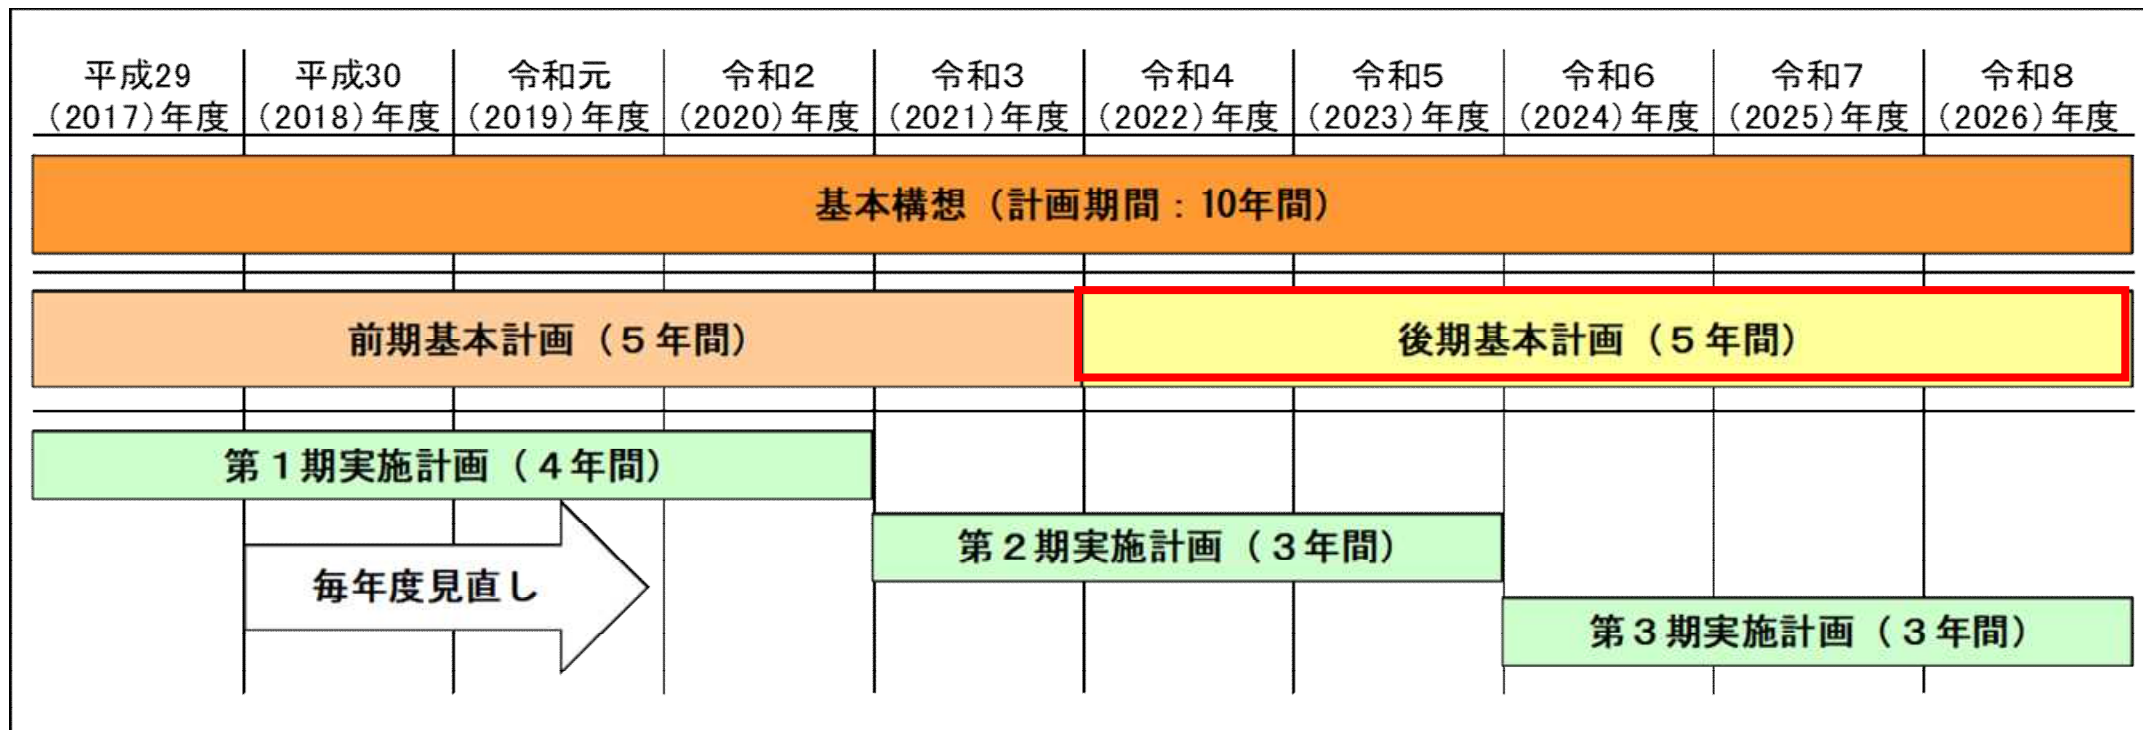 平成29
(2017)年度
平成30
(2018)年度
令和元
(2019)年度
令和2
(2020)年度
令和3
(2021)年度
令和4
(2022)年度
令和5
(2023)年度
令和6
(2024)年度
令和7
(2025)年度
令和8
(2026)年度
基本構想（計画期間：10年間）
前期基本計画（５年間）
後期基本計画（５年間）
第１期実施計画（４年間）
第２期実施計画（３年間）
毎年度見直し
第３期実施計画（３年間）